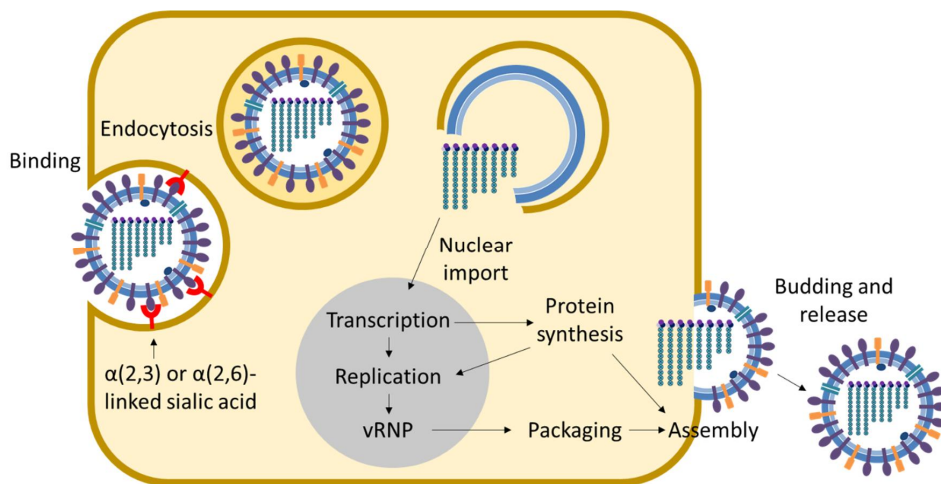 Endocytosis
Binding
Nuclear
import
α(2,3) or α(2,6)-
linked sialic acid
Transcription
Replication
vRNP
Protein
synthesis
Packaging
Assembly
Budding and
release